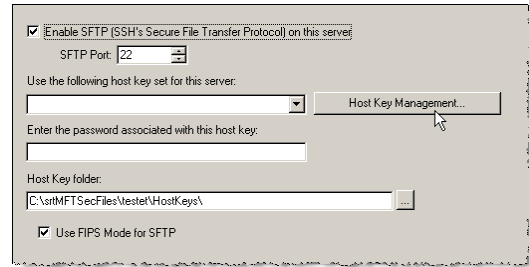 Enable SFTP (SSH's Secure File Transfer Protocol) on this server
SFTP Port: 22
Use the following host key set for this server:
Host Key Management...
Enter the password associated with this host key:
Host Key folder:
C:\srtMFTSecFiles\testet\HostKeys\ ...
Use FIPS Mode for SFTP